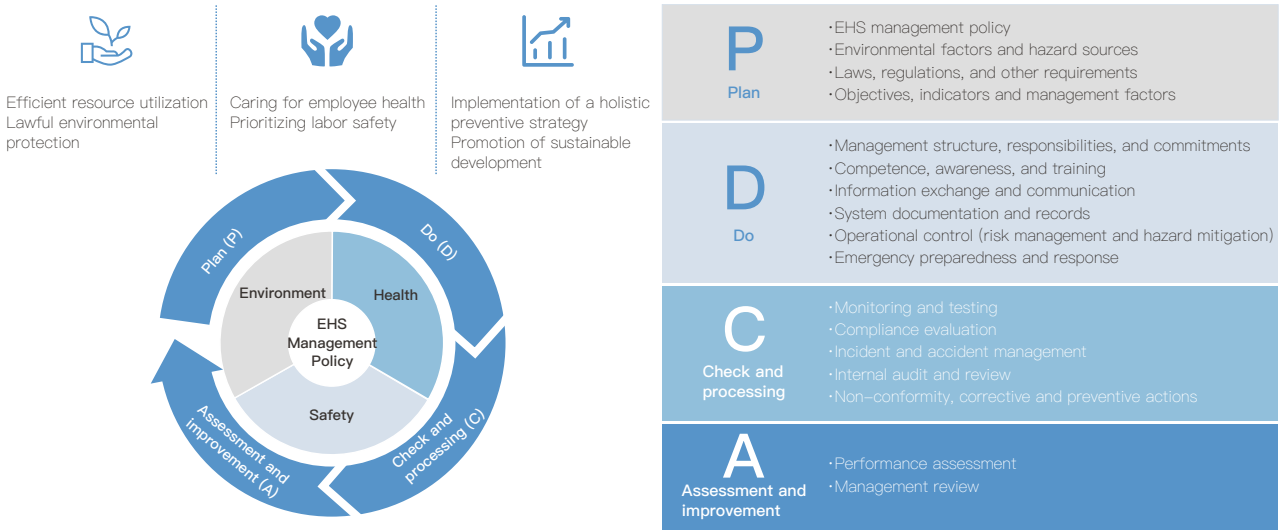 Efficient resource utilization
Lawful environmental
protection
Caring for employee health
Prioritizing labor safety
Implementation of a holistic
preventive strategy
Promotion of sustainable
development
Plan (P)
Do (D)
Check and
processing (C)
Assessment and
improvement (A)
Environment
Health
Safety
EHS
Management
Policy
P
Plan
·EHS management policy
·Environmental factors and hazard sources
·Laws, regulations, and other requirements
·Objectives, indicators and management factors
D
Do
·Management structure, responsibilities, and commitments
·Competence, awareness, and training
·Information exchange and communication
·System documentation and records
·Operational control (risk management and hazard mitigation)
·Emergency preparedness and response
C
Check and
processing
·Monitoring and testing
·Compliance evaluation
·Incident and accident management
·Internal audit and review
·Non-conformity, corrective and preventive actions
A
Assessment and
improvement
·Performance assessment
·Management review